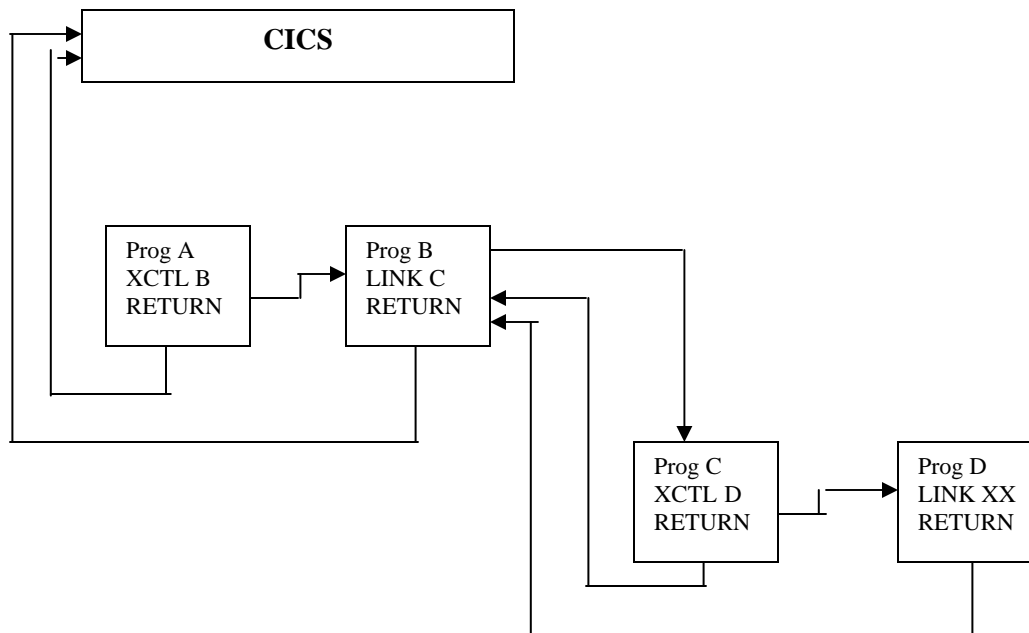 CICS
Prog A
XCTL B
RETURN
Prog B
LINK C
RETURN
Prog C
XCTL D
RETURN
Prog D
LINK XX
RETURN